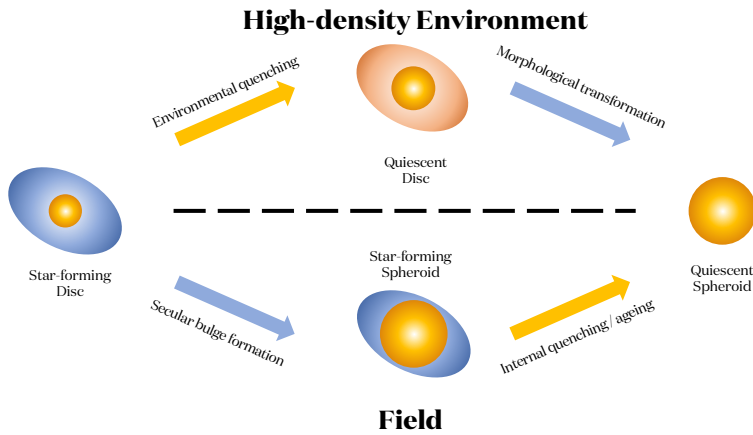 High-density Environment
Environmental quenching
Morphological transformation
Quiescent
Disc
Star-forming
Disc
Star-forming
Spheroid
Quiescent
Spheroid
Secular bulge formation
Internal quenching / ageing
Field